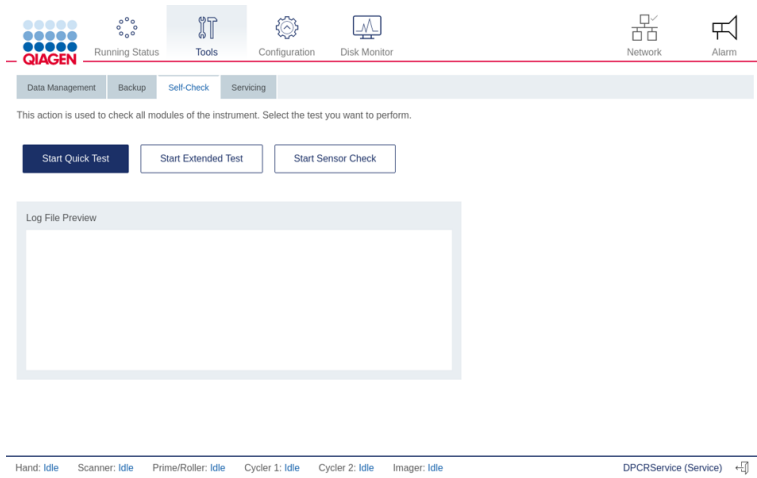 QIAGEN
Running Status
Tools
Configuration
Disk Monitor
Network
Alarm
Data Management
Backup
Self-Check
Servicing
This action is used to check all modules of the instrument. Select the test you want to perform.
Start Quick Test
Start Extended Test
Start Sensor Check
Log File Preview
Hand: Idle
Scanner: Idle
Prime/Roller: Idle
Cycler 1: Idle
Cycler 2: Idle
Imager: Idle
DPCRService (Service)